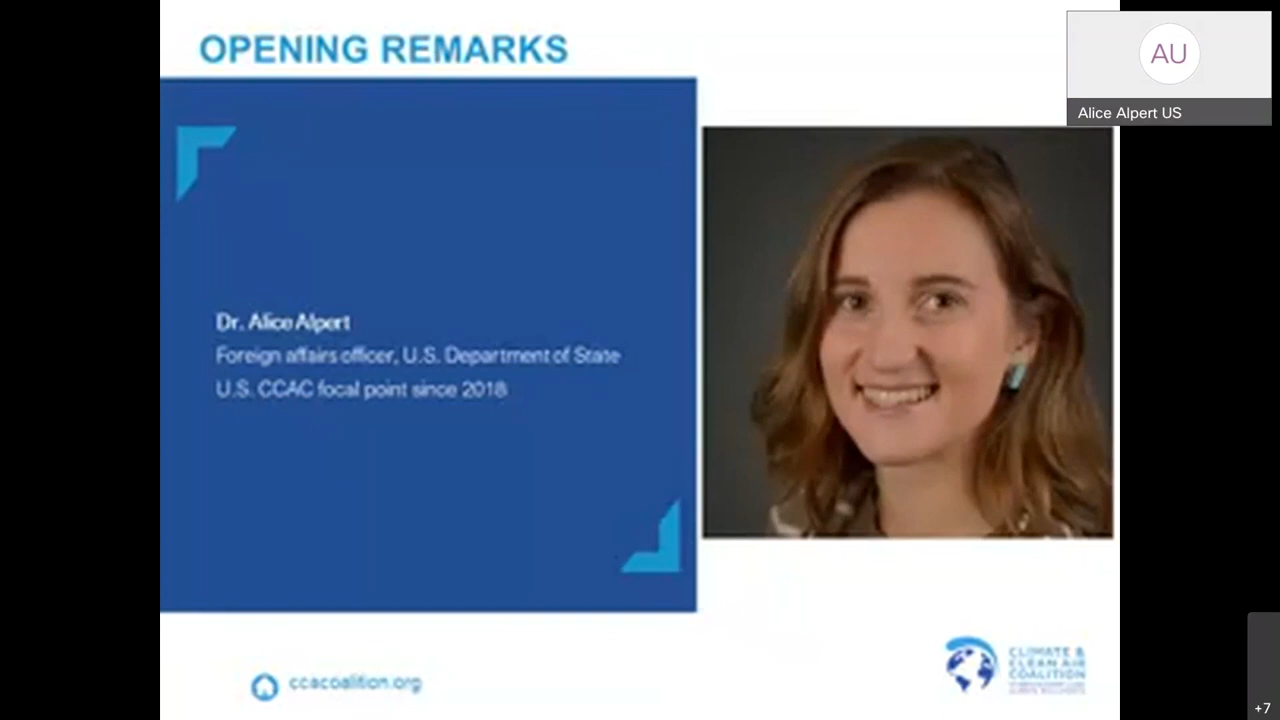 OPENING REMARKS
AU
Alice Alpert US
Dr. Alice Alpert
Foreign affairs officer, U.S. Department of State
U.S. CCAC focal point since 2018
ccacoalition.org
CLIMATE &
CLEAN AIR
COALITION
+7